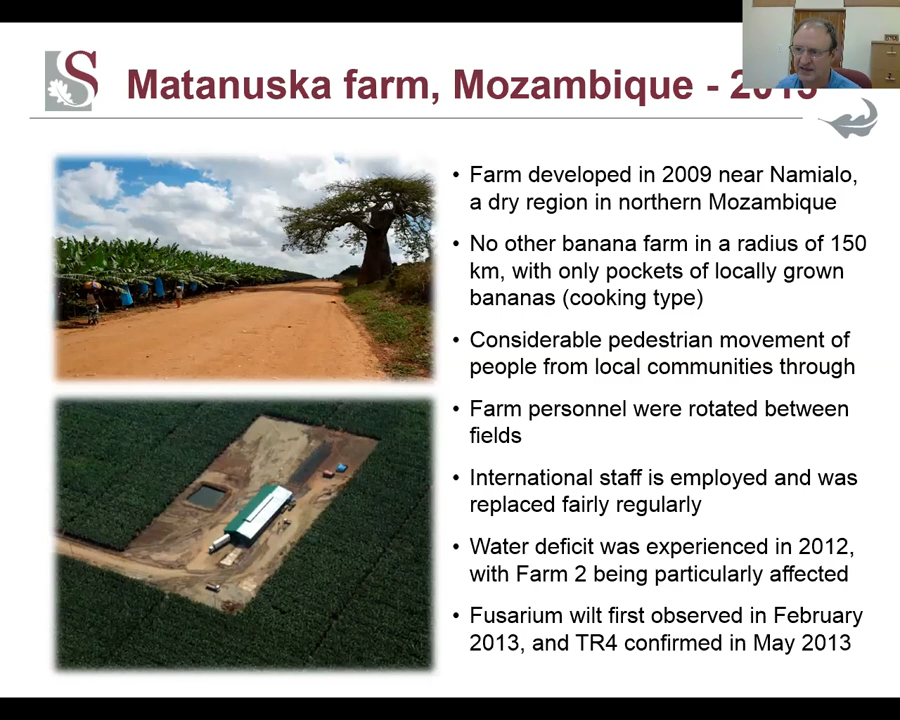 S
Matanuska farm, Mozambique - 2013
• Farm developed in 2009 near Namialo,
a dry region in northern Mozambique
• No other banana farm in a radius of 150
km, with only pockets of locally grown
bananas (cooking type)
• Considerable pedestrian movement of
people from local communities through
• Farm personnel were rotated between
fields
• International staff is employed and was
replaced fairly regularly
• Water deficit was experienced in 2012,
with Farm 2 being particularly affected
• Fusarium wilt first observed in February
2013, and TR4 confirmed in May 2013